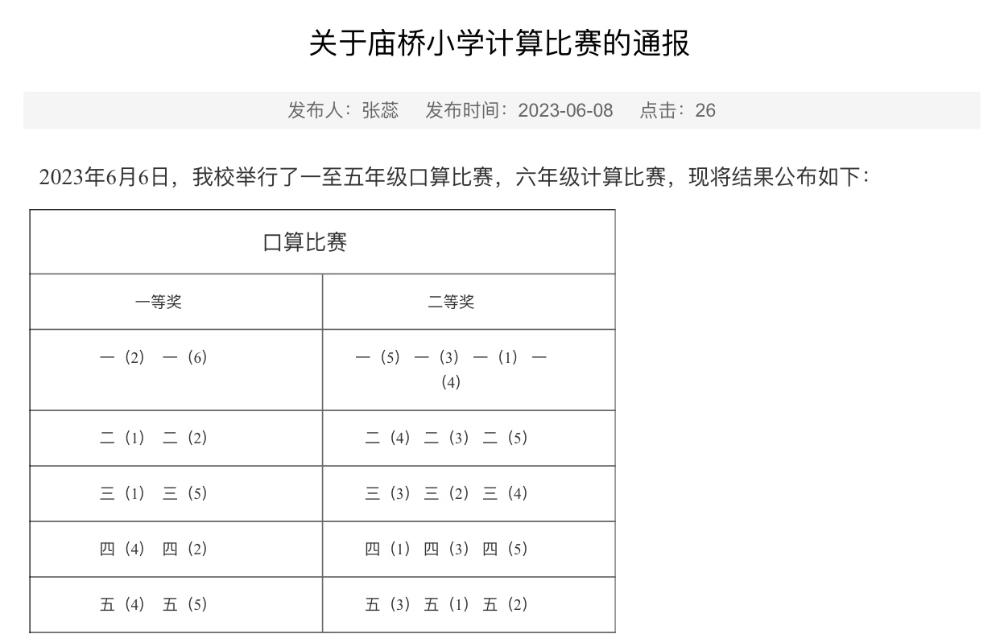 关于庙桥小学计算比赛的通报
发布人：张蕊 发布时间：2023-06-08 点击：26
2023年6月6日，我校举行了一至五年级口算比赛，六年级计算比赛，现将结果公布如下：
口算比赛
一等奖 二等奖
一（2） 一（6） 一（5） 一（3） 一（1） 一
（4）
二（1） 二（2） 二（4） 二（3） 二（5）
三（1） 三（5） 三（3） 三（2） 三（4）
四（4） 四（2） 四（1） 四（3） 四（5）
五（4） 五（5） 五（3） 五（1） 五（2）